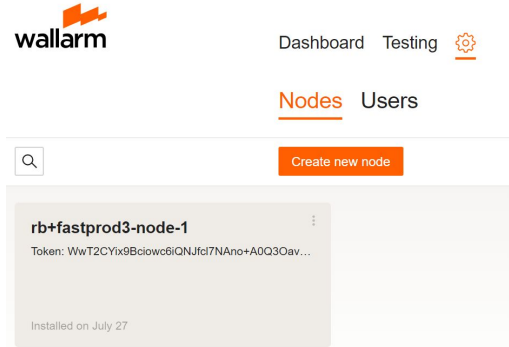 wallarm
Dashboard Testing
Nodes Users
Create new node
rb+fastprod3-node-1
Token: WwT2CYix9Bciowc6iQNJfcl7NAno+A0Q3Oav...
Installed on July 27